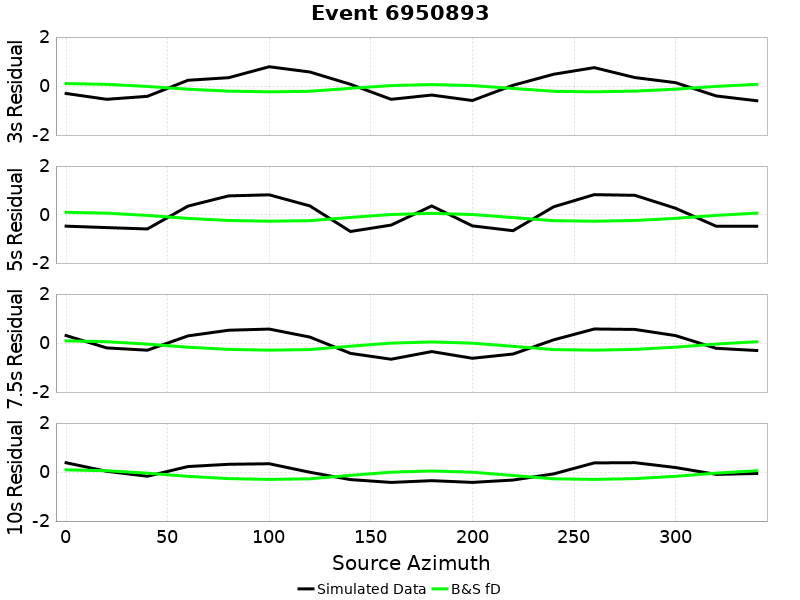 Event 6950893
3s Residual
2
0
-2
5s Residual
2
0
-2
7.5s Residual
2
0
-2
10s Residual
2
0
-2
0 50 100 150 200 250 300
Source Azimuth
Simulated Data B&S fD